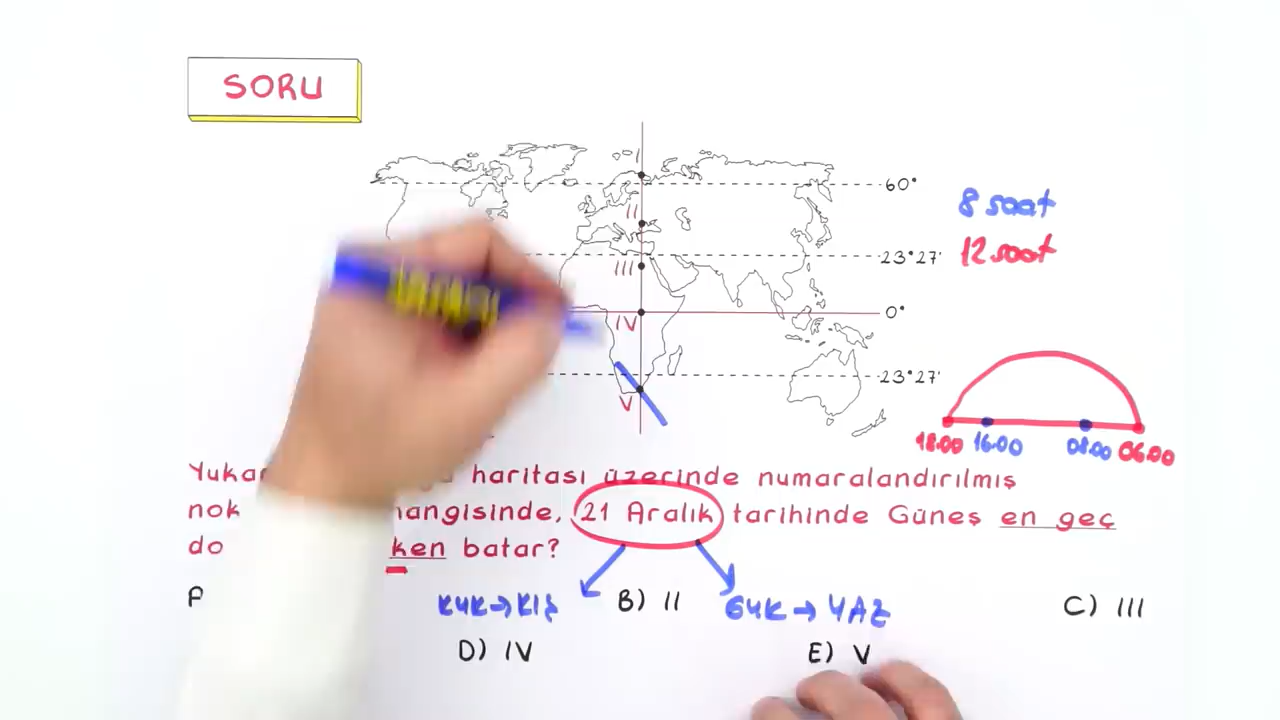 SORU
I
60°
II
8 saat
23°27'
12 saat
III
0°
IV
23°27'
V
18.00 16.00 08.00 06.00
haritası üzerinde numaralandırılmış
hangisinde, 21 Aralık tarihinde Güneş en geç
batar?
KYK→KIŞ B) II GYK→YAZ C) III
D) IV E) V